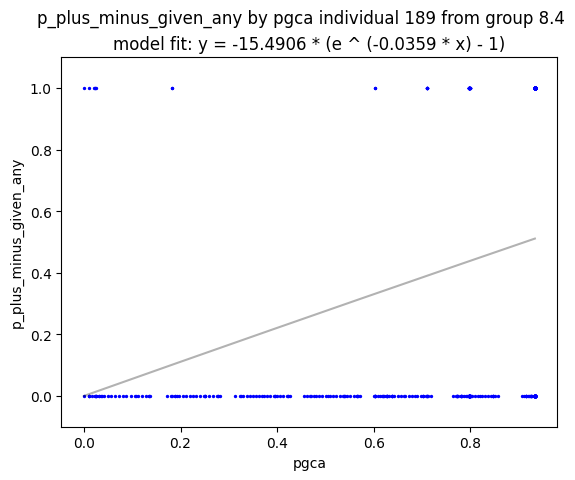 p_plus_minus_given_any by pgca individual 189 from group 8.4
model fit: y = -15.4906 * (e ^ (-0.0359 * x) - 1)
1.0
0.8
0.6
0.4
0.2
0.0
p_plus_minus_given_any
0.0 0.2 0.4 0.6 0.8
pgca